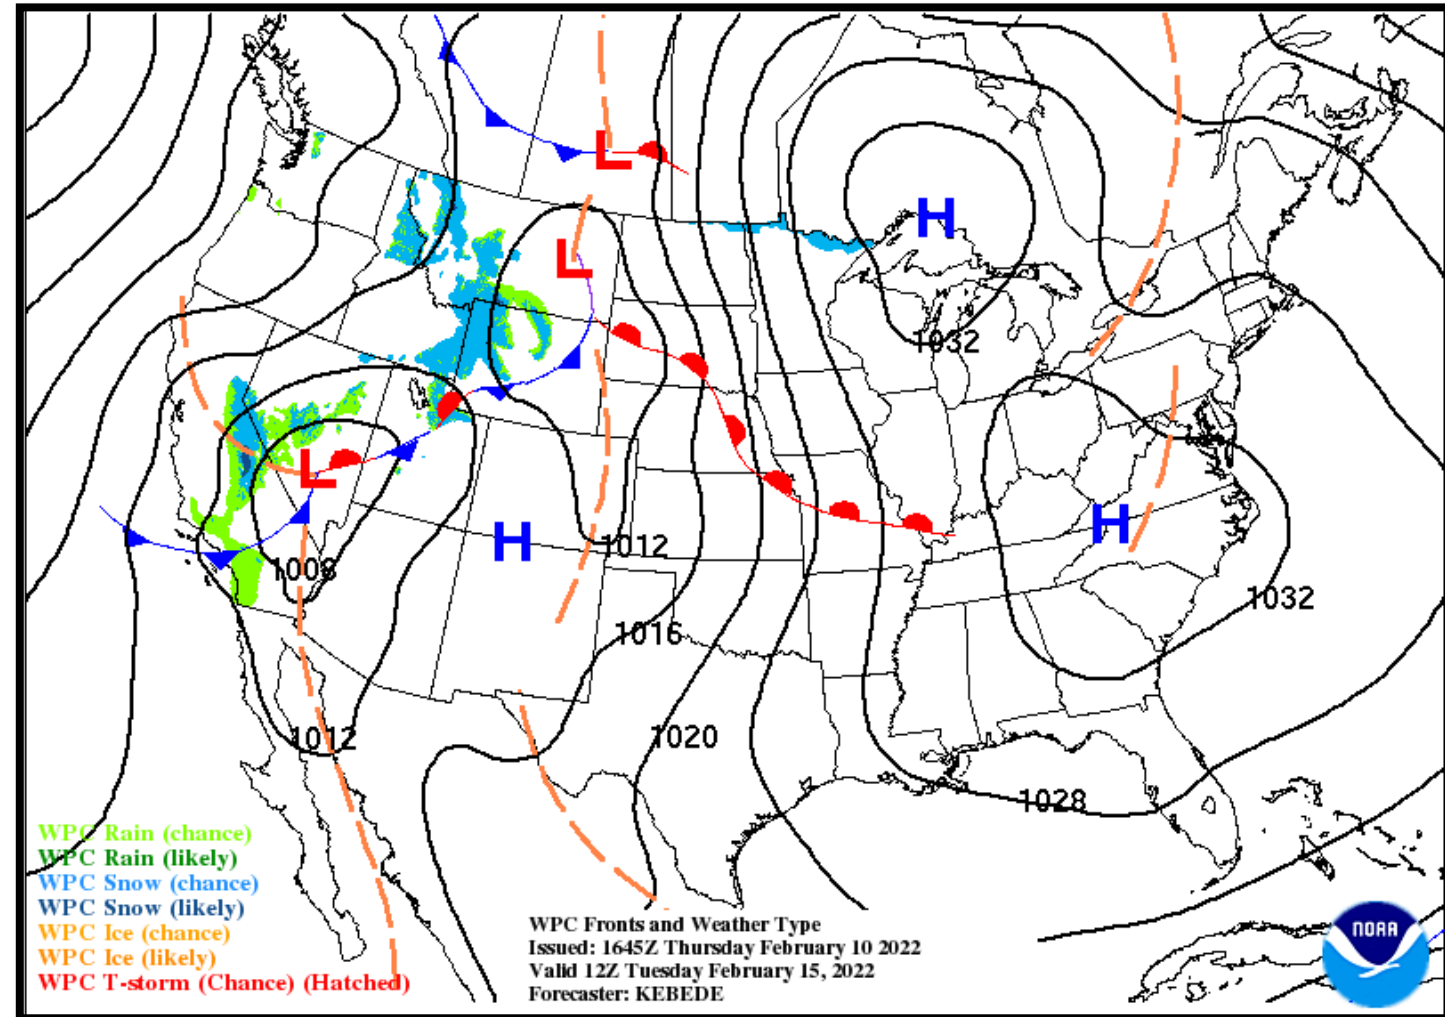 L
H
L
1032
L
H
H
1008
1012
1032
1016
1012
1020
1028
WPC Rain (chance)
WPC Rain (likely)
WPC Snow (chance)
WPC Snow (likely)
WPC Ice (chance)
WPC Ice (likely)
WPC T-storm (Chance) (Hatched)
WPC Fronts and Weather Type
Issued: 1645Z Thursday February 10 2022
Valid 12Z Tuesday February 15, 2022
Forecaster: KEBEDE
NOAA